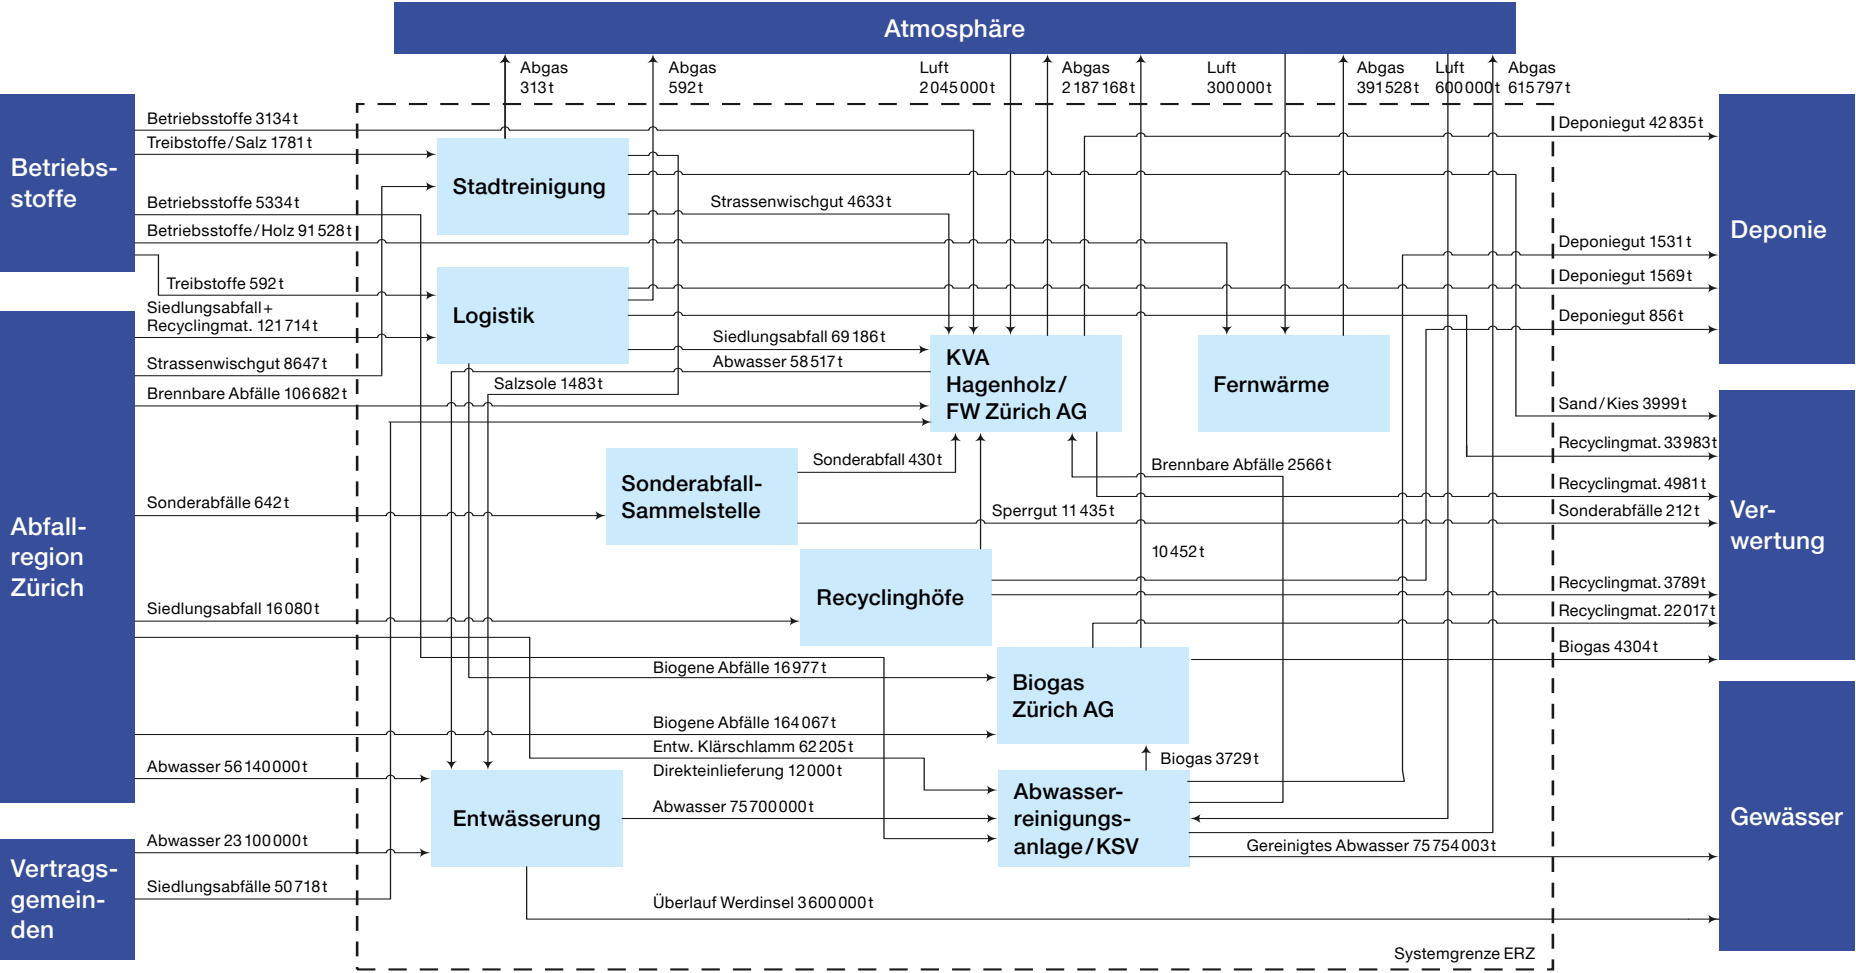 Atmosphäre
Abgas
313 t
Abgas
592 t
Luft
2 045 000 t
Abgas
2 187 168 t
Luft
300 000 t
Abgas
391 528 t
Luft
600 000 t
Abgas
615 797 t
Betriebs-
stoffe
Betriebsstoffe 3134 t
Treibstoffe / Salz 1781 t
Betriebsstoffe 5334 t
Betriebsstoffe / Holz 91 528 t
Treibstoffe 592 t
Abfall-
region
Zürich
Siedlungsabfall +
Recyclingmat. 121 714 t
Strassenwischgut 8647 t
Brennbare Abfälle 106 682 t
Sonderabfälle 642 t
Siedlungsabfall 16 080 t
Abwasser 56 140 000 t
Vertrags-
gemein-
den
Abwasser 23 100 000 t
Siedlungsabfälle 50 718 t
Stadtreinigung
Strassenwischgut 4633 t
Logistik
Siedlungsabfall 69 186 t
Abwasser 58 517 t
Salzsole 1483 t
KVA
Hagenholz /
FW Zürich AG
Fernwärme
Sonderabfall-
Sammelstelle
Sonderabfall 430 t
Brennbare Abfälle 2566 t
Sperrgut 11 435 t
10 452 t
Recyclinghöfe
Biogene Abfälle 16 977 t
Biogas
Zürich AG
Biogene Abfälle 164 067 t
Entw. Klärschlamm 62 205 t
Direkteinlieferung 12 000 t
Biogas 3729 t
Entwässerung
Abwasser 75 700 000 t
Abwasser-
reinigungs-
anlage / KSV
Gereinigtes Abwasser 75 754 003 t
Überlauf Werdinsel 3 600 000 t
Systemgrenze ERZ
Deponiegut 42 835 t
Deponiegut 1531 t
Deponiegut 1569 t
Deponiegut 856 t
Deponie
Sand / Kies 3999 t
Recyclingmat. 33 983 t
Recyclingmat. 4981 t
Sonderabfälle 212 t
Recyclingmat. 3789 t
Recyclingmat. 22 017 t
Biogas 4304 t
Ver-
wertung
Gewässer